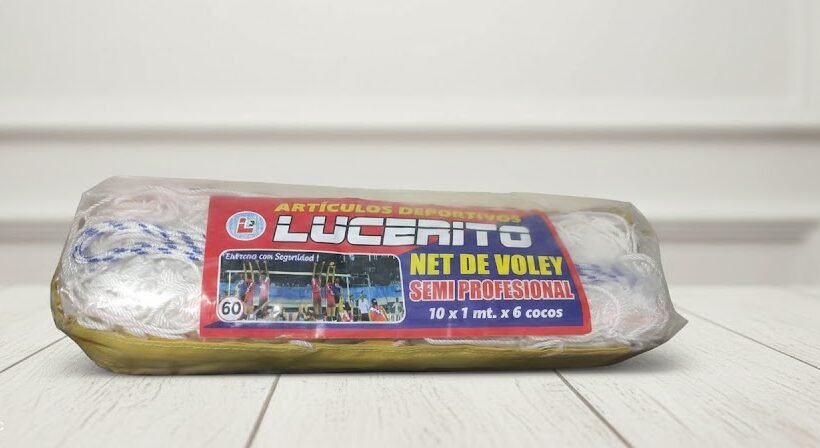 ARTÍCULOS DEPORTIVOS
L
LUCERITO
Entrena con Seguridad !
NET DE VOLEY
SEMI PROFESIONAL
60
10 x 1 mt. x 6 cocos